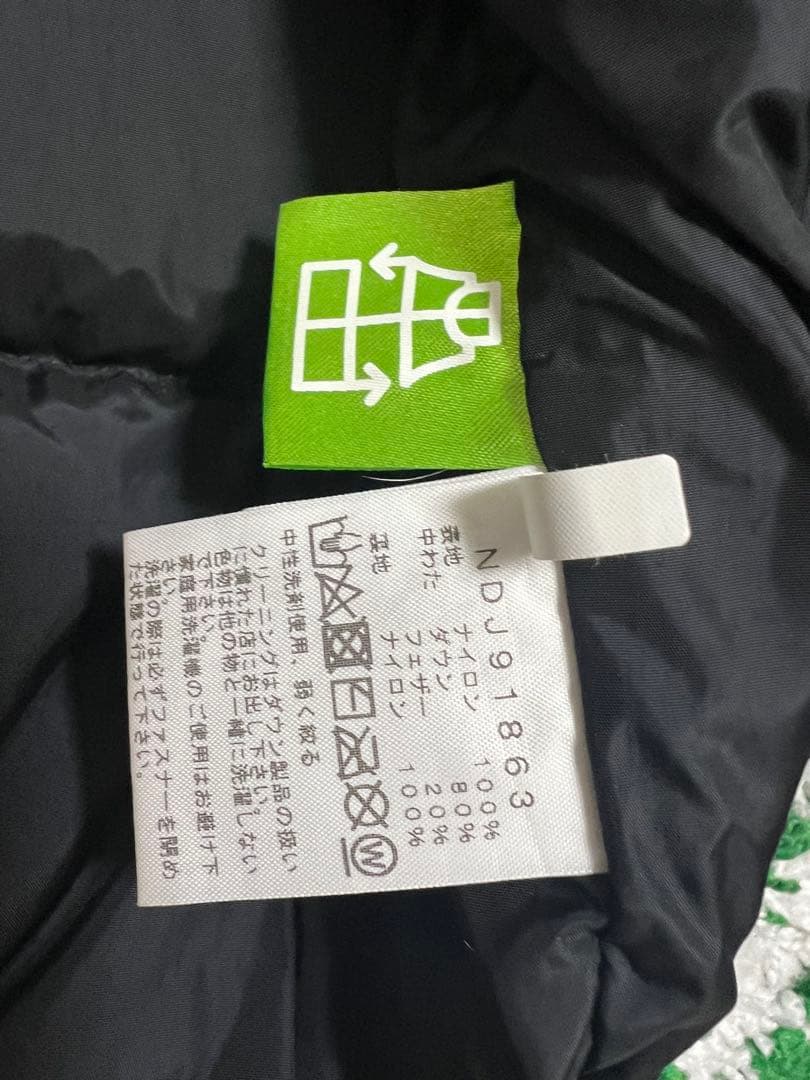 NDJ91863
表地 ナイロン 100%
中わた ダウン 80%
フェザー 20%
裏地 ナイロン 100%
W
中性洗剤使用、弱く絞る
クリーニングはダウン製品の扱い
に慣れた店にお出し下さい。
色物は他の物と一緒に洗濯しない
で下さい。
家庭用洗濯機のご使用はお避け下
さい。
洗濯の際は必ずファスナーを閉め
た状態で行って下さい。